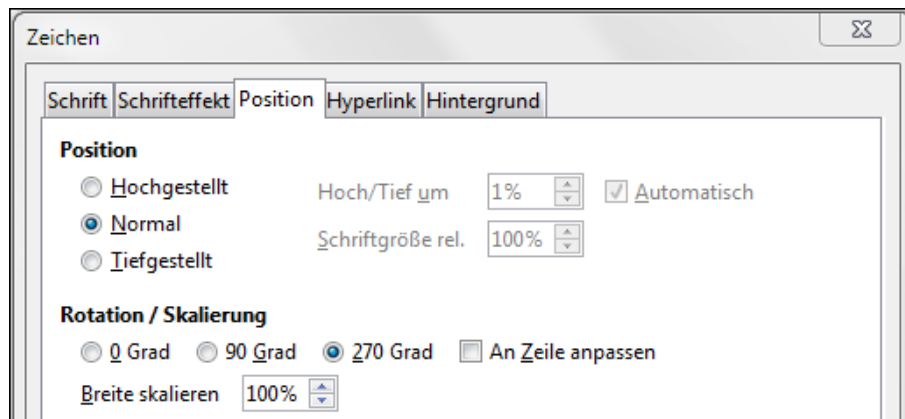 Zeichen
Schrift Schrifteffekt Position Hyperlink Hintergrund
Position
Hochgestellt Hoch/Tief um 1% Automatisch
Normal
Schriftgröße rel. 100%
Tiefgestellt
Rotation / Skalierung
0 Grad 90 Grad 270 Grad An Zeile anpassen
Breite skalieren 100%